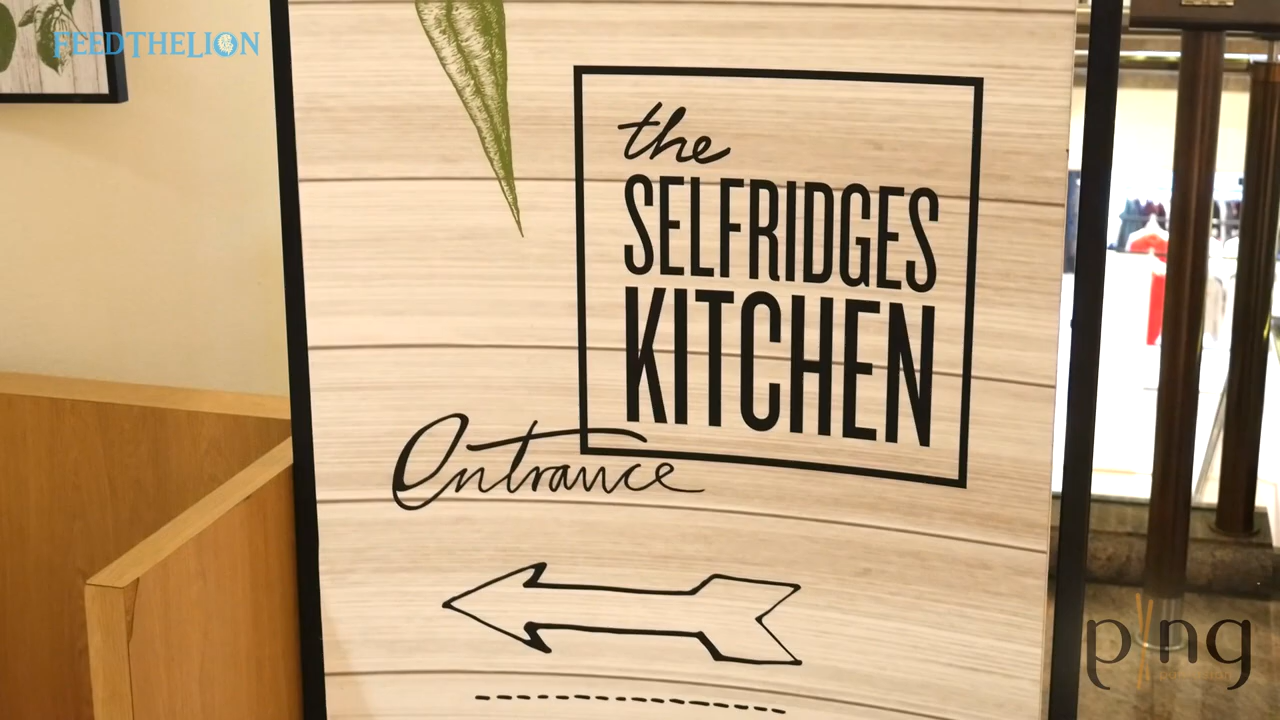 FEEDTHELION
the
SELFRIDGES
KITCHEN
Entrance
ping